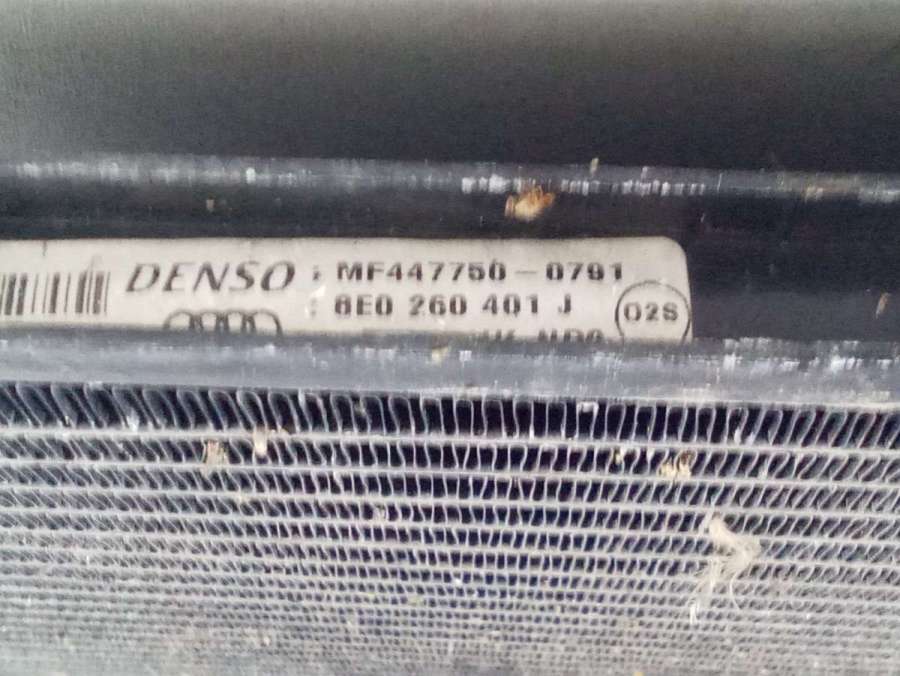 DENSO : MF447750-0791
: 8E0 260 401 J
02S